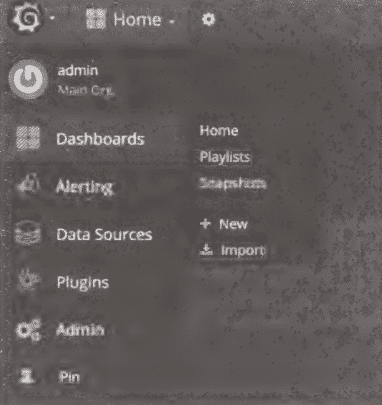 Home
admin
Main Org.
Dashboards
Alerting
Data Sources
Plugins
Admin
Pin
Home
Playlists
Snapshots
New
Import